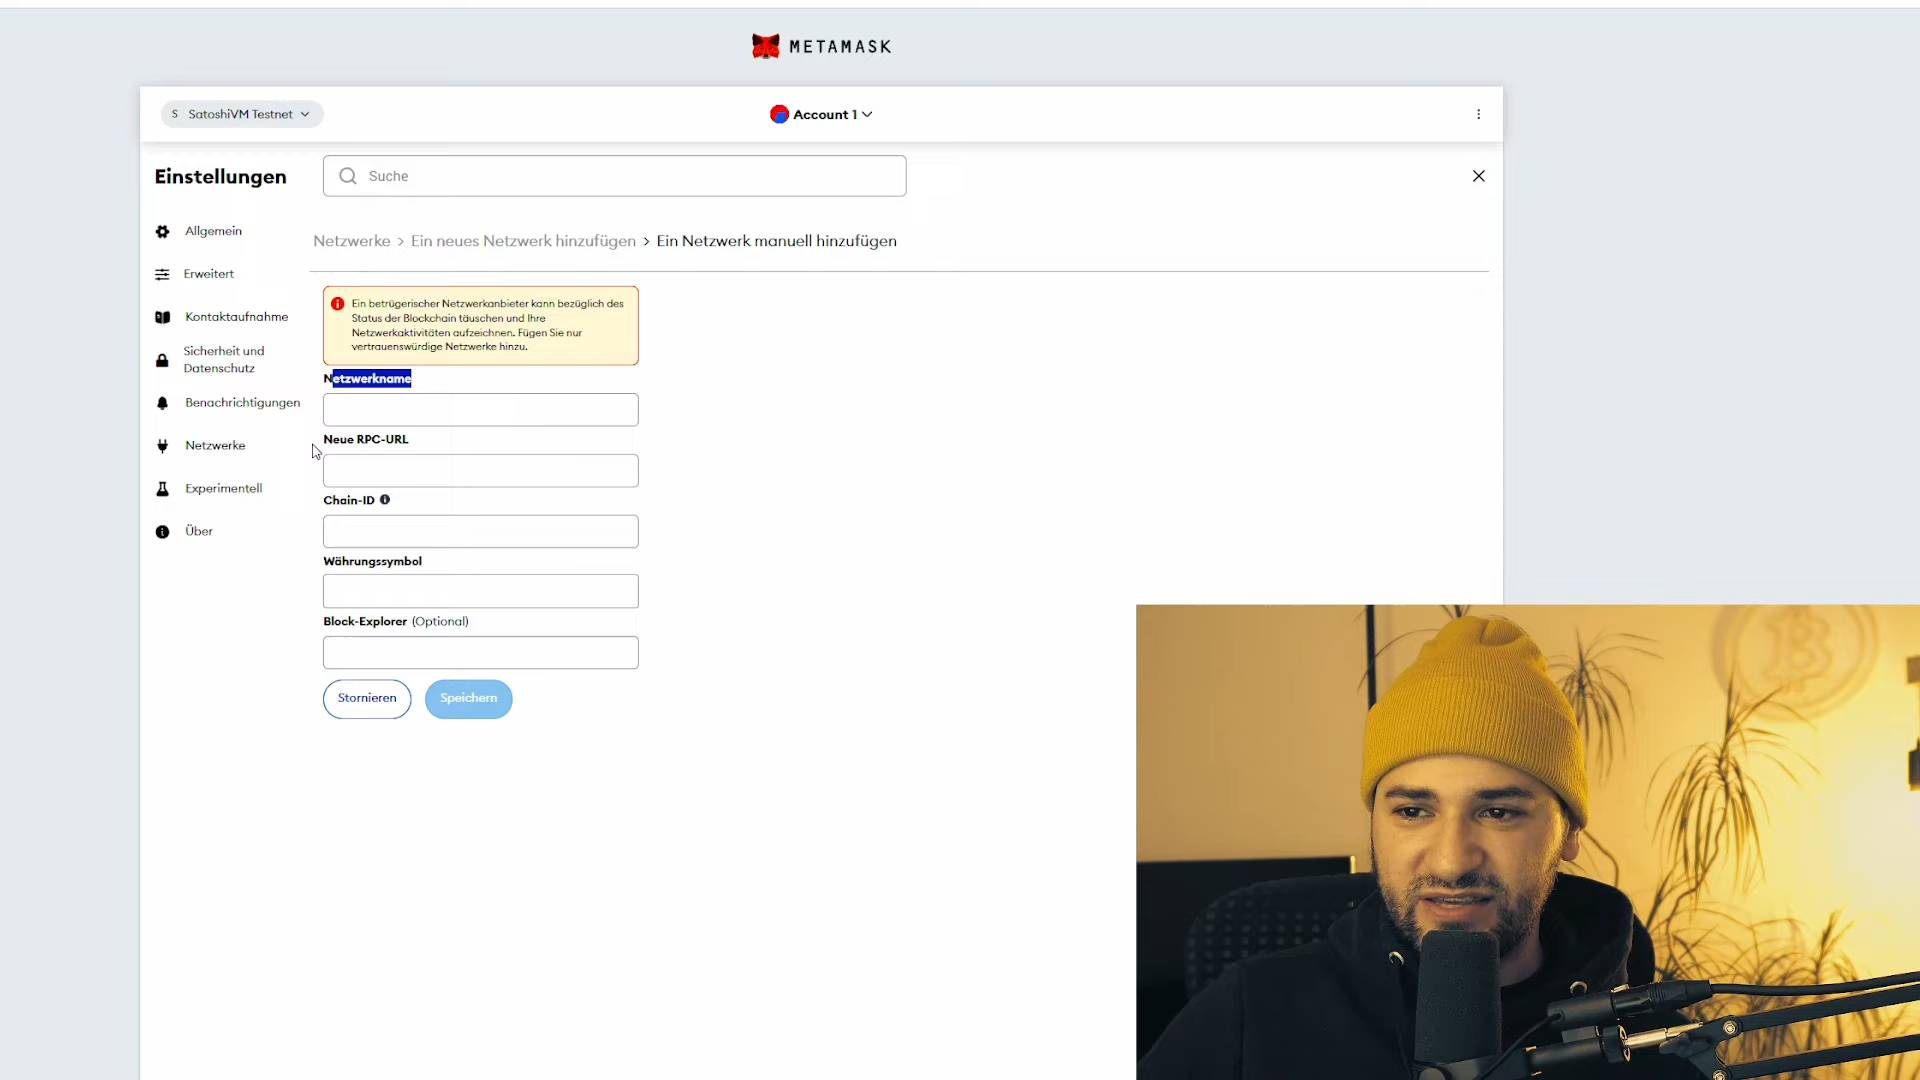 METAMASK
S SatoshiVM Testnet
Account 1
Einstellungen
Suche
Allgemein
Erweitert
Kontaktaufnahme
Sicherheit und
Datenschutz
Benachrichtigungen
Netzwerke
Experimentell
Über
Netzwerke > Ein neues Netzwerk hinzufügen > Ein Netzwerk manuell hinzufügen
Ein betrügerischer Netzwerkanbieter kann bezüglich des
Status der Blockchain täuschen und Ihre
Netzwerkaktivitäten aufzeichnen. Fügen Sie nur
vertrauenswürdige Netzwerke hinzu.
Netzwerkname
Neue RPC-URL
Chain-ID
Währungssymbol
Block-Explorer (Optional)
Stornieren
Speichern